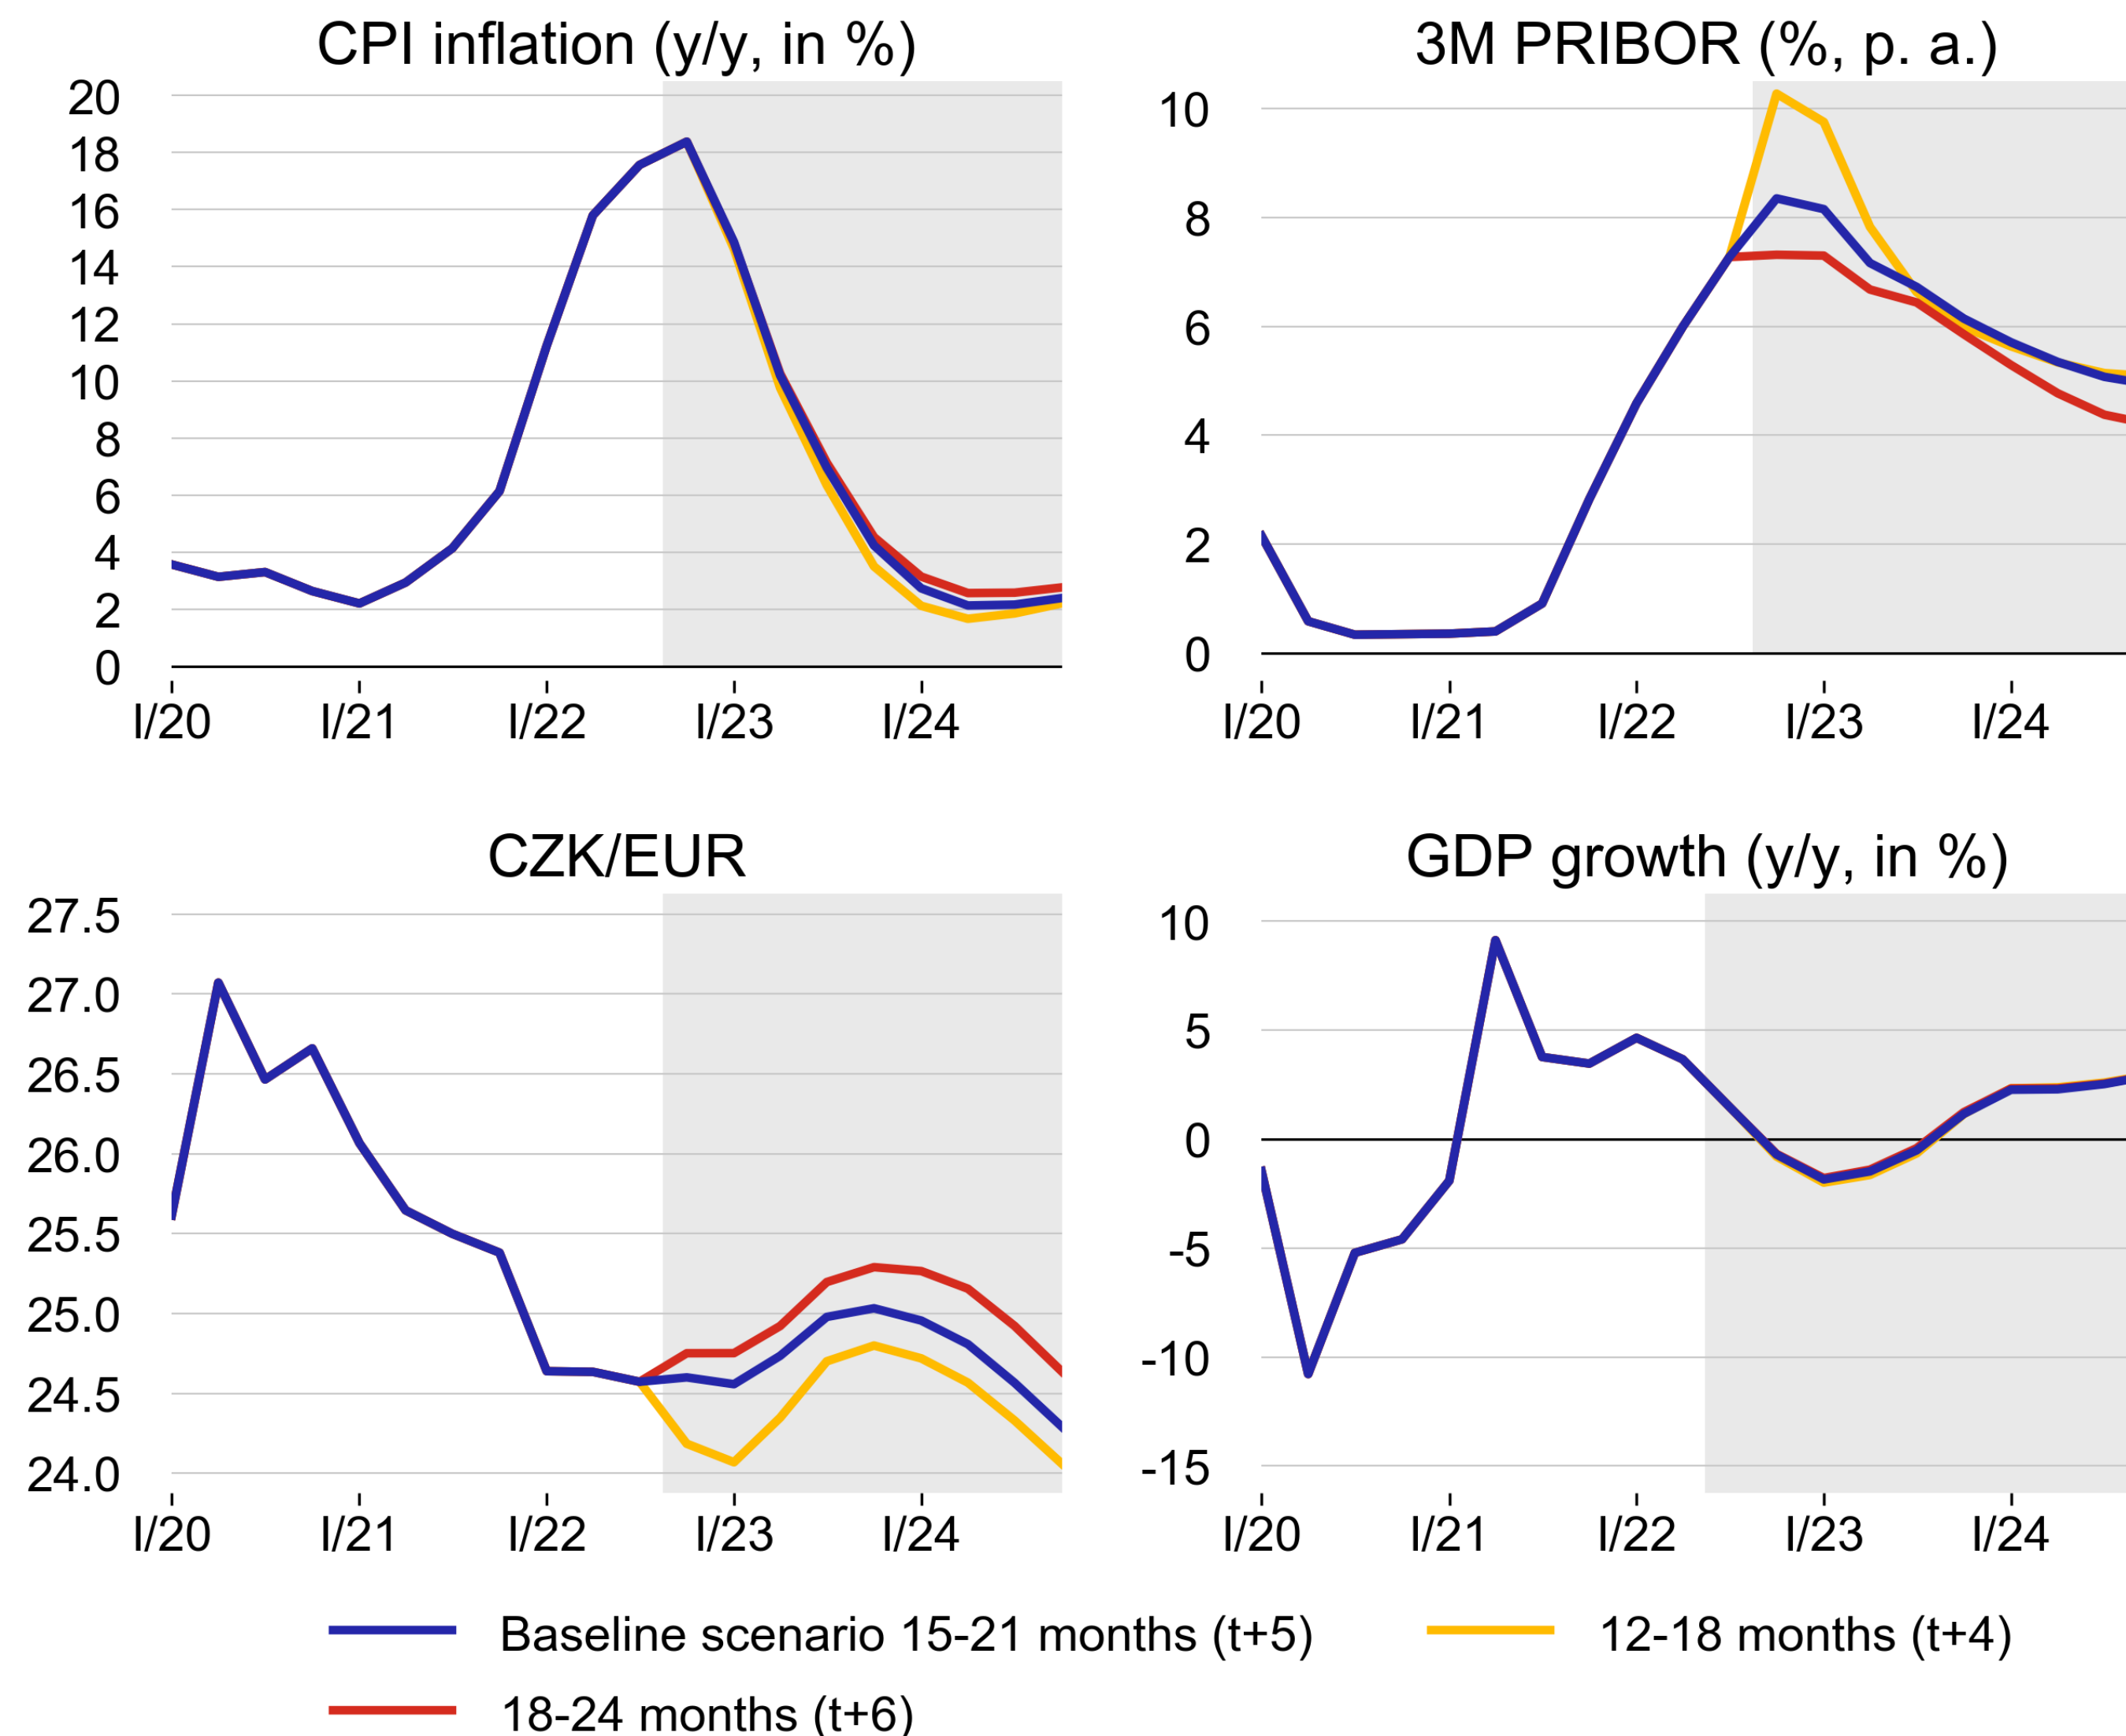 CPI inflation (y/y, in %)
20
18
16
14
12
10
8
6
4
2
0
I/20 I/21 I/22 I/23 I/24
3M PRIBOR (%, p. a.)
10
8
6
4
2
0
I/20 I/21 I/22 I/23 I/24
CZK/EUR
27.5
27.0
26.5
26.0
25.5
25.0
24.5
24.0
I/20 I/21 I/22 I/23 I/24
GDP growth (y/y, in %)
10
5
0
-5
-10
-15
I/20 I/21 I/22 I/23 I/24
Baseline scenario 15-21 months (t+5)
12-18 months (t+4)
18-24 months (t+6)